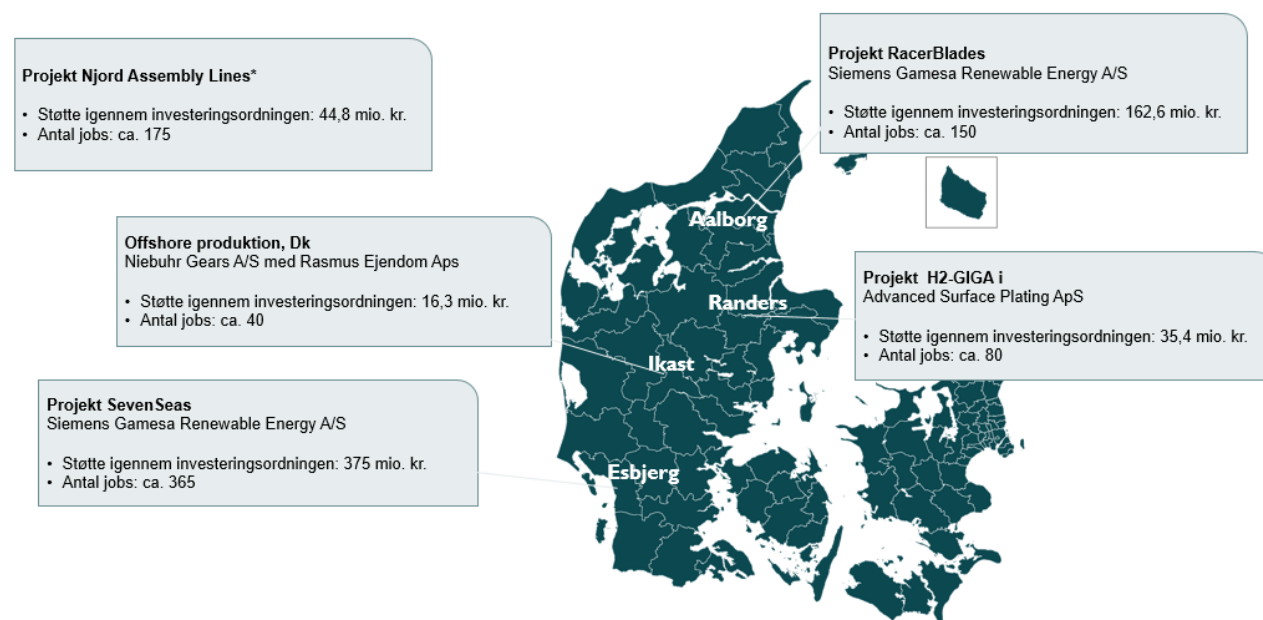 Projekt Njord Assembly Lines*
• Støtte igennem investeringsordningen: 44,8 mio. kr.
• Antal jobs: ca. 175
Projekt RacerBlades
Siemens Gamesa Renewable Energy A/S
• Støtte igennem investeringsordningen: 162,6 mio. kr.
• Antal jobs: ca. 150
Offshore produktion, Dk
Niebuhr Gears A/S med Rasmus Ejendom Aps
• Støtte igennem investeringsordningen: 16,3 mio. kr.
• Antal jobs: ca. 40
Projekt H2-GIGA i
Advanced Surface Plating ApS
• Støtte igennem investeringsordningen: 35,4 mio. kr.
• Antal jobs: ca. 80
Projekt SevenSeas
Siemens Gamesa Renewable Energy A/S
• Støtte igennem investeringsordningen: 375 mio. kr.
• Antal jobs: ca. 365
Aalborg
Randers
Ikast
Esbjerg